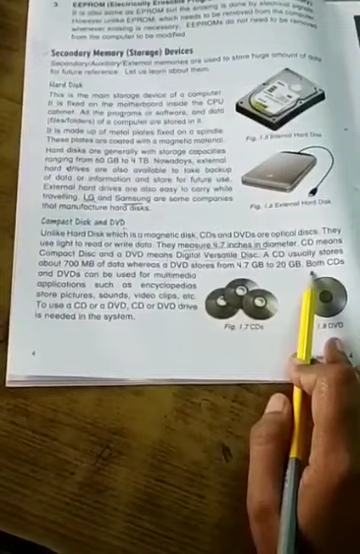 3. EEPROM (Electrically Erasable
It is also same as EPROM but the erasing is done by electrical
However unlike EPROM, which needs to be removed from the computer
whenever erasing is necessary. EEPROMs do not need to be removed
from the computer to be modified.
Secondary Memory (Storage) Devices
Secondary/Auxiliary/External memories are used to store huge amount of data
for future reference. Let us learn about them.
Hard Disk
This is the main storage device of a computer.
It is fixed on the motherboard inside the CPU
cabinet. All the programs or software, and data
(files/folders) of a computer are stored in it.
It is made up of metal plates fixed on a spindle.
These plates are coated with a magnetic material.
Hard disks are generally with storage capacities
ranging from 60 GB to 4 TB. Nowadays, external
hard drives are also available to take backup
of data or information and store for future use.
External hard drives are also easy to carry while
travelling. LG and Samsung are some companies
that manufacture hard disks.
Fig. 1.5 Hard Disk
Fig. 1.6 External Hard Disk
Compact Disk and DVD
Unlike Hard Disk which is a magnetic disk, CDs and DVDs are optical discs. They
use light to read or write data. They measure 4.7 inches in diameter. CD means
Compact Disc and a DVD means Digital Versatile Disc. A CD usually stores
about 700 MB of data whereas a DVD stores from 4.7 GB to 20 GB. Both CDs
and DVDs can be used for multimedia
applications such as encyclopedias
store pictures, sounds, video clips, etc.
To use a CD or a DVD, CD or DVD drive
is needed in the system.
Fig. 1.7 CDs
1.8 DVD
4